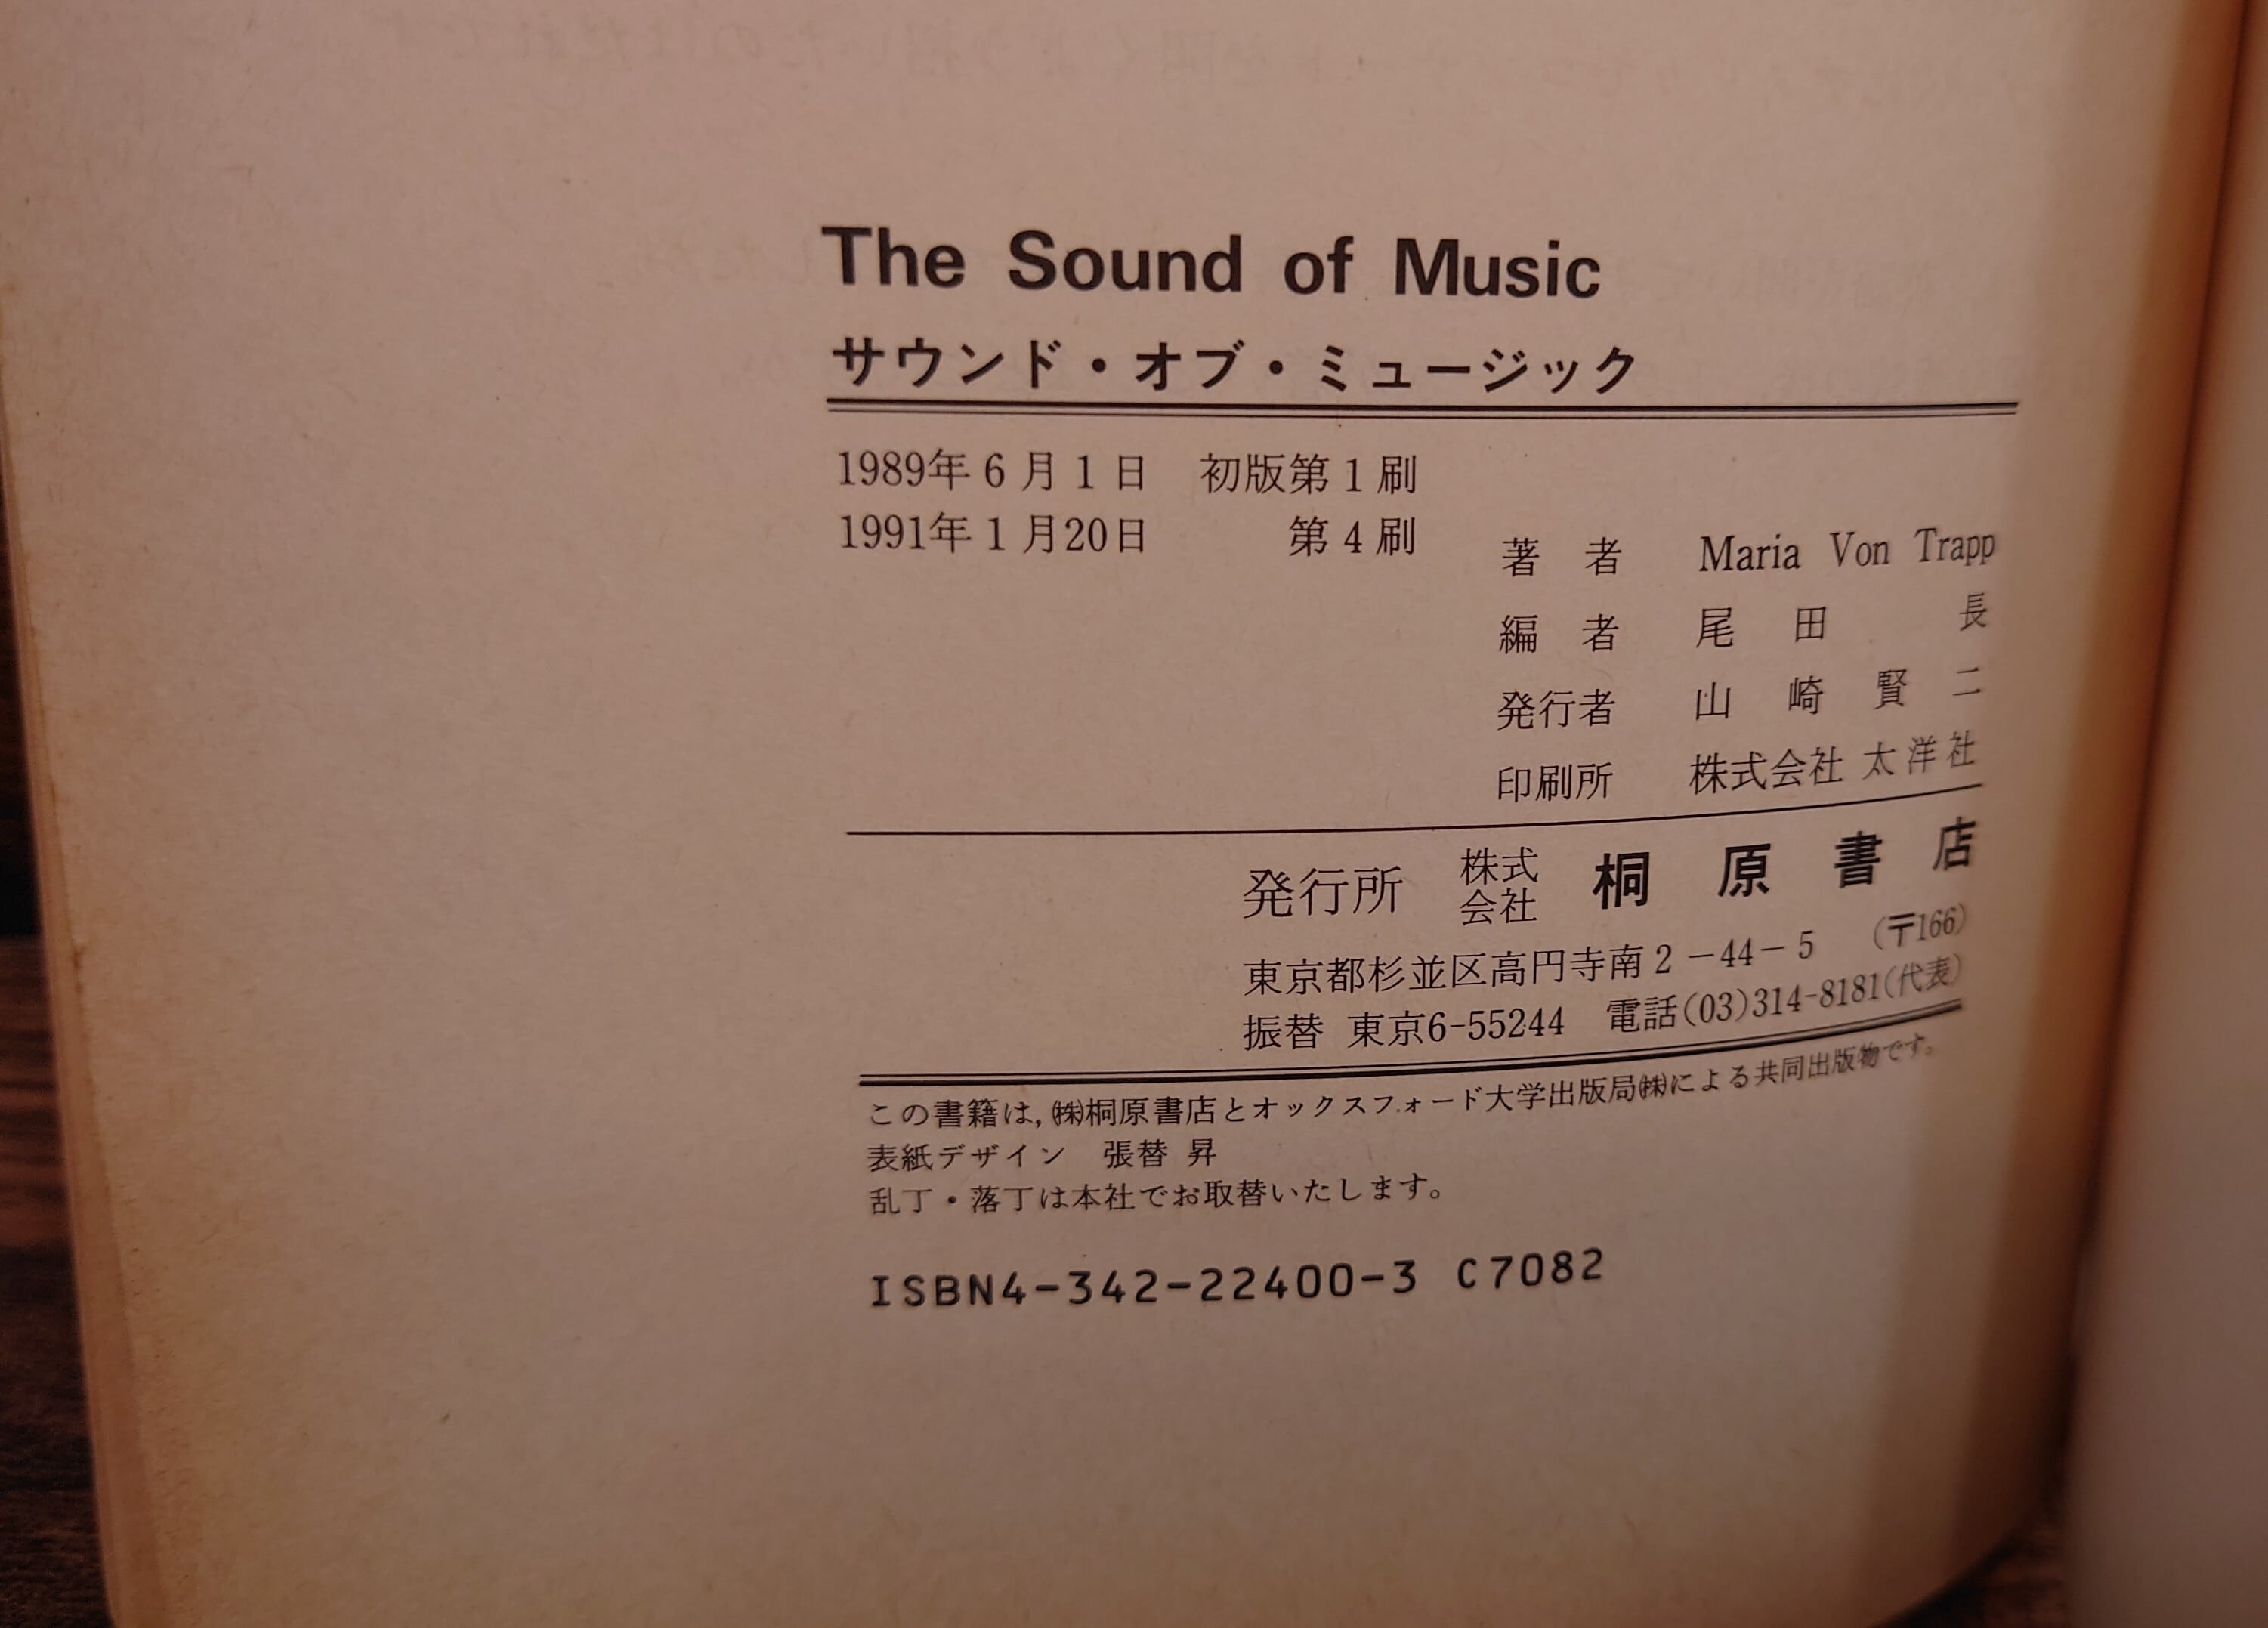 The Sound of Music
サウンド・オブ・ミュージック
1989年6月1日 初版第1刷
1991年1月20日 第4刷
著者 Maria Von Trapp
編者 尾田 長
発行者 山崎賢二
印刷所 株式会社 太洋社
発行所 株式会社 桐原書店
東京都杉並区高円寺南2-44-5 (〒166)
振替 東京6-55244 電話(03)314-8181(代表)
この書籍は,㈱桐原書店とオックスフォード大学出版局㈱による共同出版物です。
表紙デザイン 張替 昇
乱丁・落丁は本社でお取替いたします。
ISBN4-342-22400-3 C7082